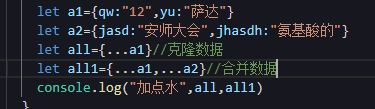 let a1={qw:"12",yu:"萨达"}
let a2={jasd:"安师大会",jhasdh:"氨基酸的"}
let all={...a1}//克隆数据
let all1={...a1,...a2}//合并数据
console.log("加点水",all,all1)
}